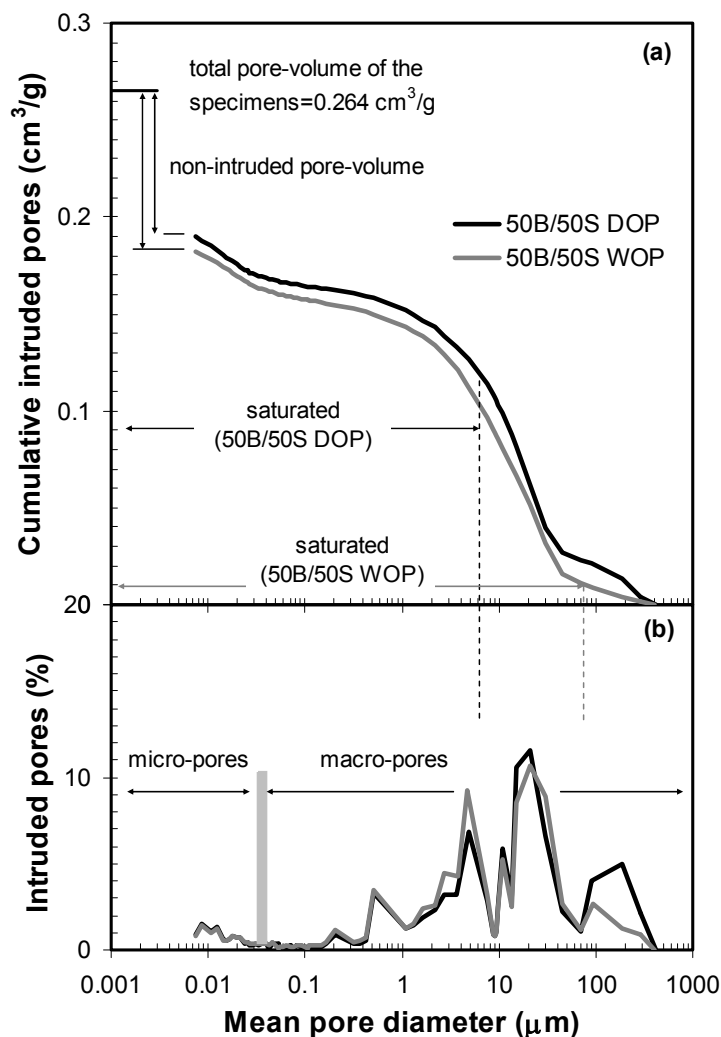 0.3
(a)
total pore-volume of the
specimens=0.264 cm³/g
non-intruded pore-volume
0.2
50B/50S DOP
50B/50S WOP
Cumulative intruded pores (cm³/g)
0.1
saturated
(50B/50S DOP)
saturated
(50B/50S WOP)
20
(b)
Intruded pores (%)
micro-pores
macro-pores
10
0
0.001 0.01 0.1 1 10 100 1000
Mean pore diameter (μm)